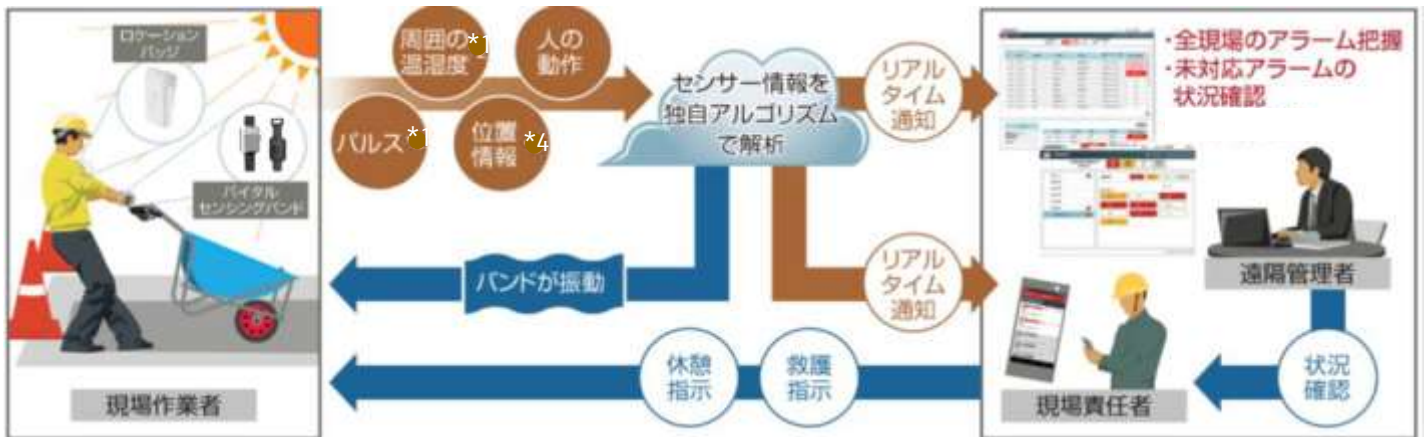 ロケーション
バッジ
バイタル
センシングバンド
現場作業者
周囲の
温湿度*1
人の
動作
パルス*1
位置
情報*4
センサー情報を
独自アルゴリズム
で解析
リアル
タイム
通知
バンドが振動
リアル
タイム
通知
休憩
指示
救護
指示
・全現場のアラーム把握
・未対応アラームの
状況確認
遠隔管理者
現場責任者
状況
確認